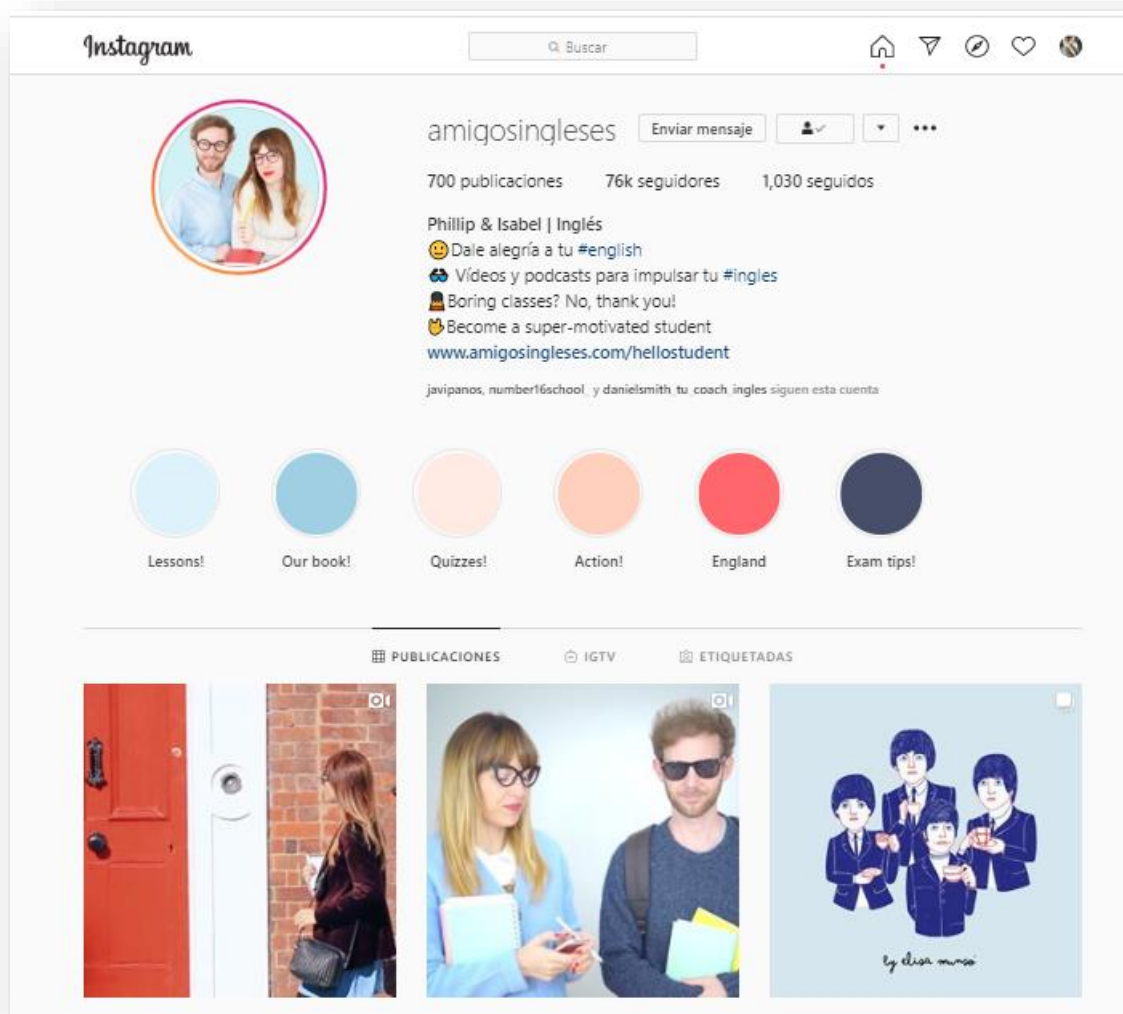 Instagram
Buscar
amigosingleses Enviar mensaje
700 publicaciones 76k seguidores 1,030 seguidos
Phillip & Isabel | Inglés
Dale alegría a tu #english
Vídeos y podcasts para impulsar tu #ingles
Boring classes? No, thank you!
Become a super-motivated student
www.amigosingleses.com/hellostudent
javipanos, number16school_ y danielsmith_tu_coach_ingles siguen esta cuenta
Lessons! Our book! Quizzes! Action! England Exam tips!
PUBLICACIONES IGTV ETIQUETADAS
by elisa munsó